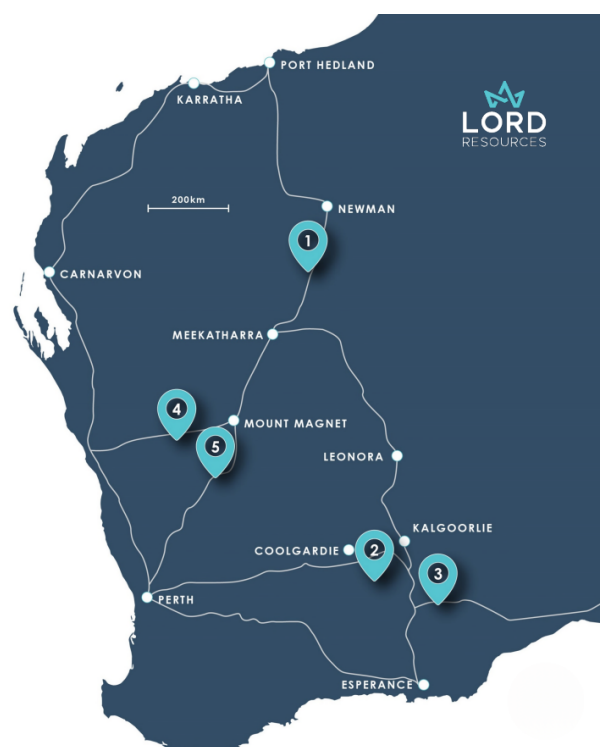 PORT HEDLAND
KARRATHA
LORD
RESOURCES
200km
NEWMAN
1
CARNARVON
MEEKATHARRA
4
MOUNT MAGNET
5
LEONORA
KALGOORLIE
COOLGARDIE
2
3
PERTH
ESPERANCE